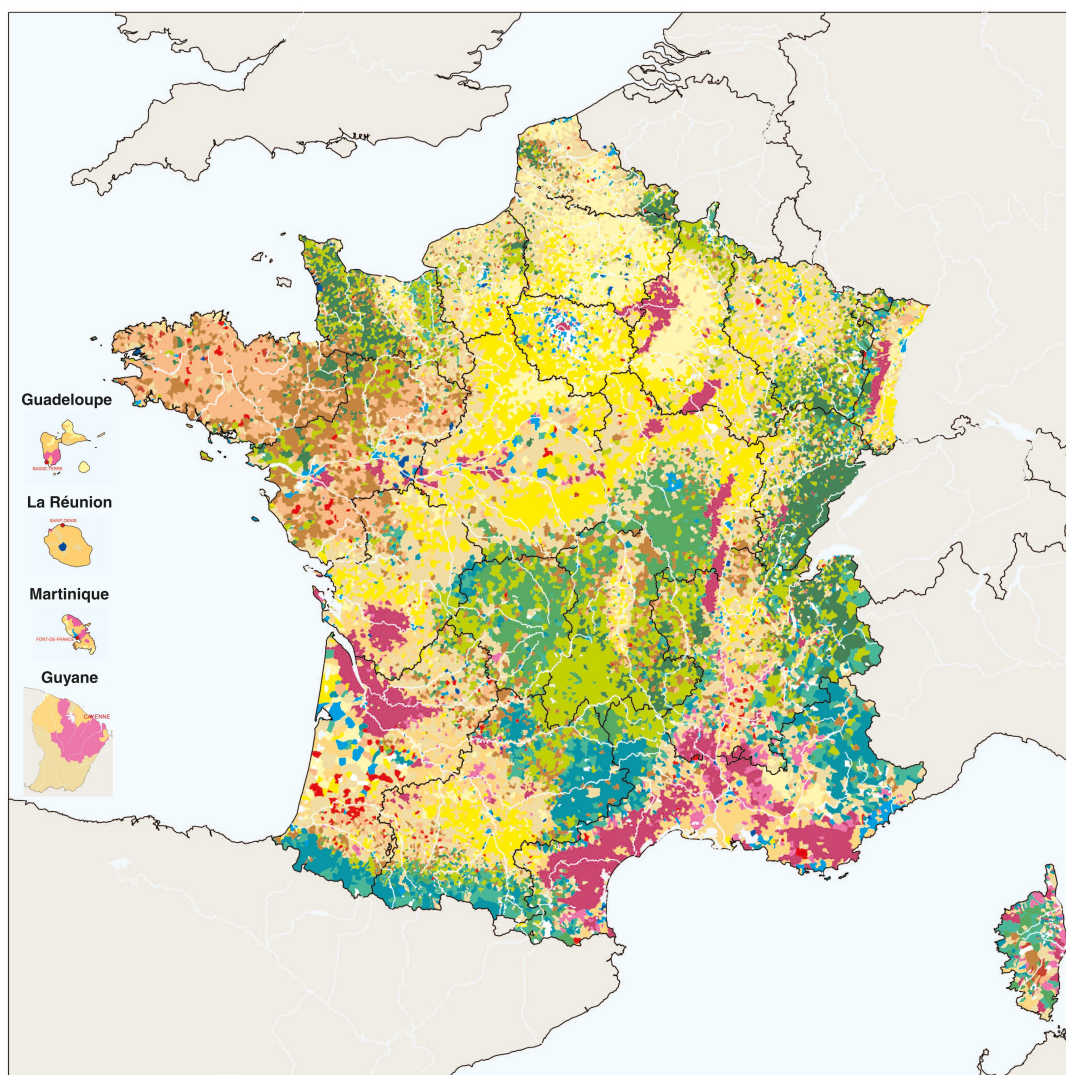 Guadeloupe
BASSE-TERRE
La Réunion
SAINT-DENIS
Martinique
FORT-DE-FRANCE
Guyane
CAYENNE